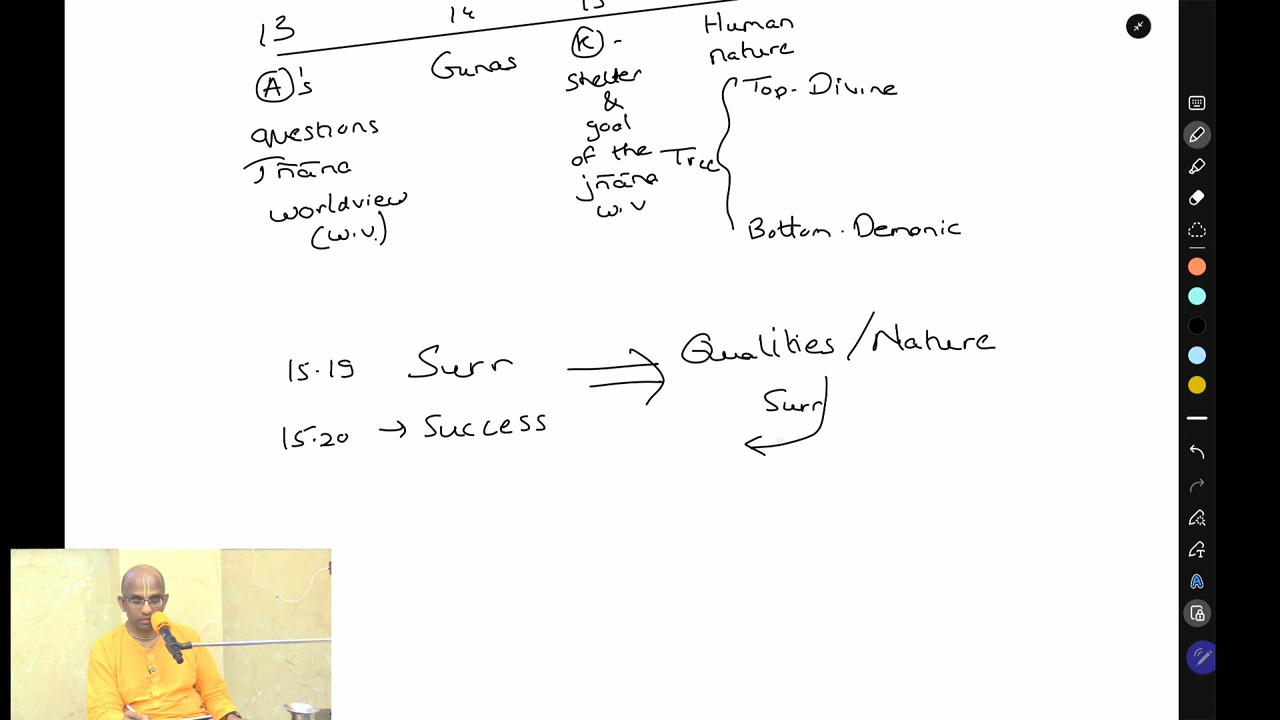 13
14
15
(A)'s
questions
Jñāna
worldview
(w.v.)
Gunas
(K) -
shelter
&
goal
of the
jñāna
w.v
Tree
Human
nature
Top - Divine
Bottom - Demonic
15.19 Surr ⇒ Qualities/Nature
Surr
15.20 → Success